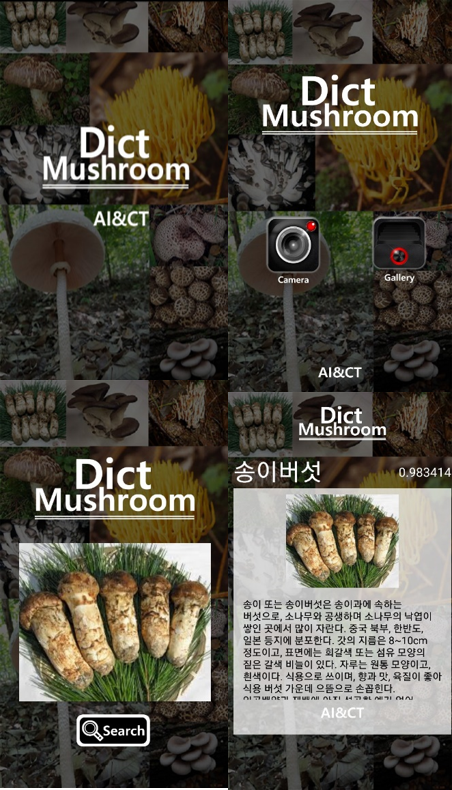 Dict
Mushroom
AI&CT
Dict
Mushroom
Camera
Gallery
AI&CT
Dict
Mushroom
Search
Dict
Mushroom
송이버섯
0.983414
송이 또는 송이버섯은 송이과에 속하는
버섯으로, 소나무와 공생하며 소나무의 낙엽이
쌓인 곳에서 많이 자란다. 중국 북부, 한반도,
일본 등지에 분포한다. 갓의 지름은 8~10cm
정도이고, 표면에는 회갈색 또는 섬유 모양의
짙은 갈색 비늘이 있다. 자루는 원통 모양이고,
흰색이다. 식용으로 쓰이며, 향과 맛, 육질이 좋아
식용 버섯 가운데 으뜸으로 손꼽힌다.
AI&CT